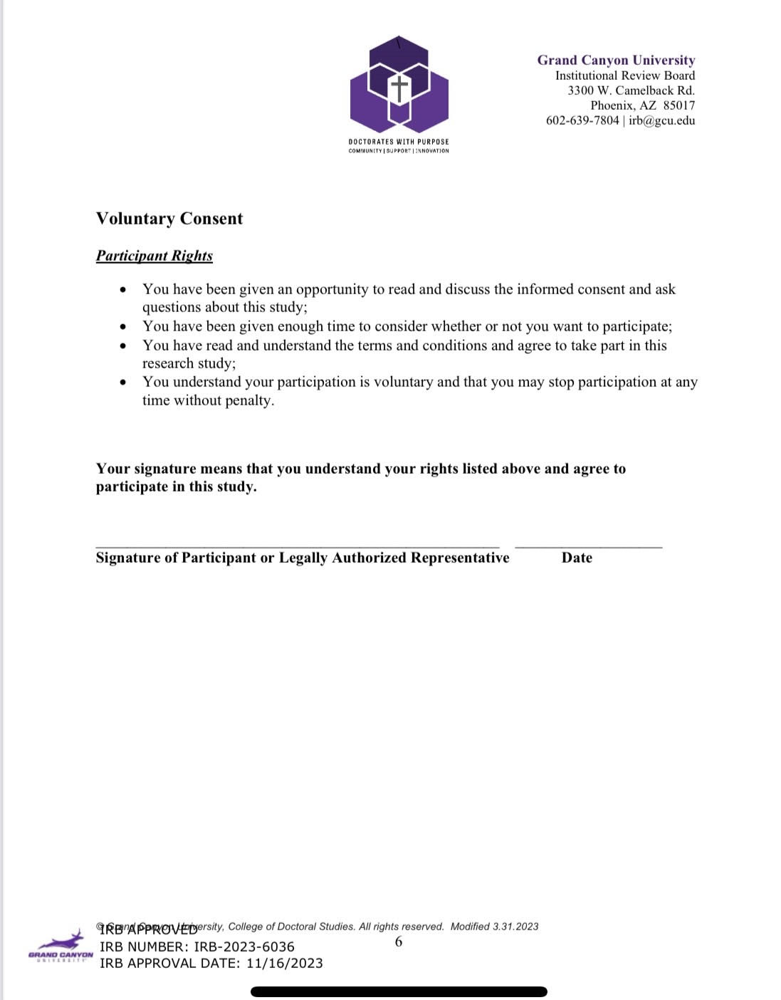 Grand Canyon University
Institutional Review Board
3300 W. Camelback Rd.
Phoenix, AZ 85017
602-639-7804 | irb@gcu.edu
DOCTORATES WITH PURPOSE
COMMUNITY | SUPPORT | INNOVATION
Voluntary Consent
Participant Rights
• You have been given an opportunity to read and discuss the informed consent and ask
questions about this study;
• You have been given enough time to consider whether or not you want to participate;
• You have read and understand the terms and conditions and agree to take part in this
research study;
• You understand your participation is voluntary and that you may stop participation at any
time without penalty.
Your signature means that you understand your rights listed above and agree to
participate in this study.
Signature of Participant or Legally Authorized Representative Date
© Grand Canyon University, College of Doctoral Studies. All rights reserved. Modified 3.31.2023
IRB APPROVED
6
IRB NUMBER: IRB-2023-6036
IRB APPROVAL DATE: 11/16/2023
GRAND CANYON
UNIVERSITY